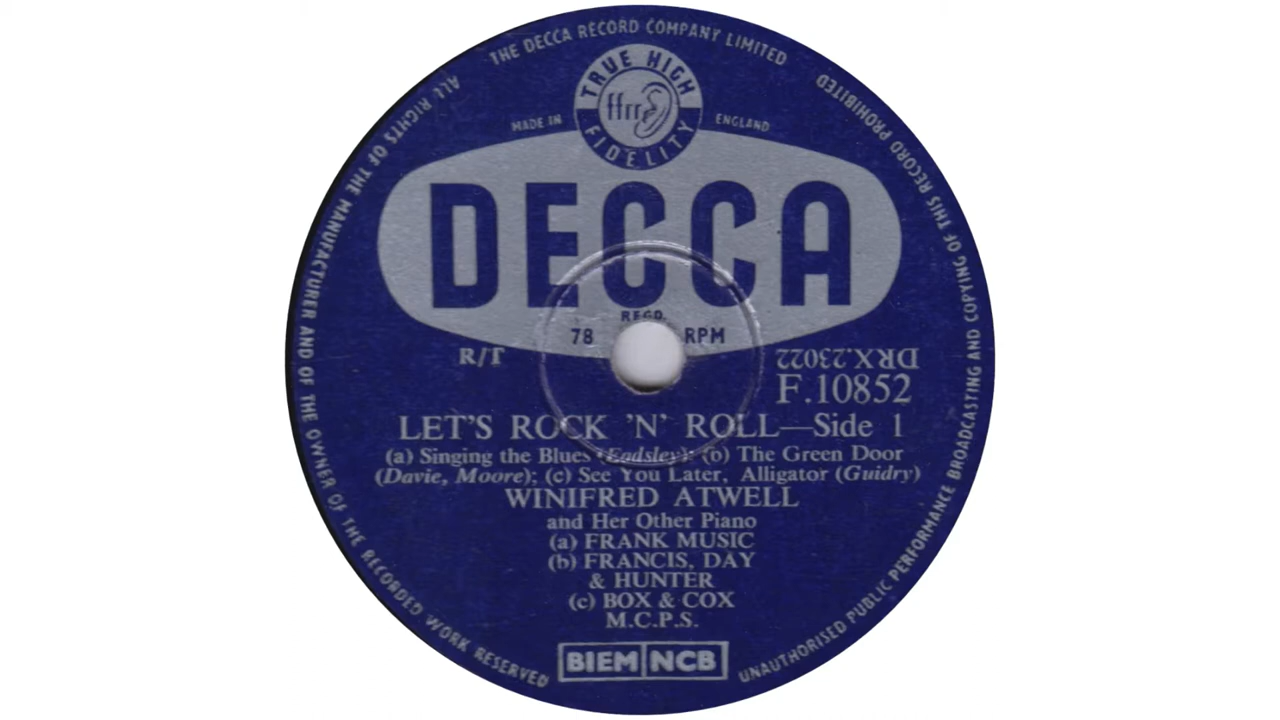 THE DECCA RECORD COMPANY LIMITED
ALL RIGHTS OF THE MANUFACTURER AND OF THE OWNER OF THE RECORDED WORK RESERVED
UNAUTHORISED PUBLIC PERFORMANCE BROADCASTING AND COPYING OF THIS RECORD PROHIBITED
TRUE HIGH
ffrr
FIDELITY
MADE IN ENGLAND
DECCA
REGD.
78 RPM
R/T
DRX.23022
F.10852
LET'S ROCK 'N' ROLL—Side 1
(a) Singing the Blues (Eadsley); (b) The Green Door
(Davie, Moore); (c) See You Later, Alligator (Guidry)
WINIFRED ATWELL
and Her Other Piano
(a) FRANK MUSIC
(b) FRANCIS, DAY
& HUNTER
(c) BOX & COX
M.C.P.S.
BIEM NCB